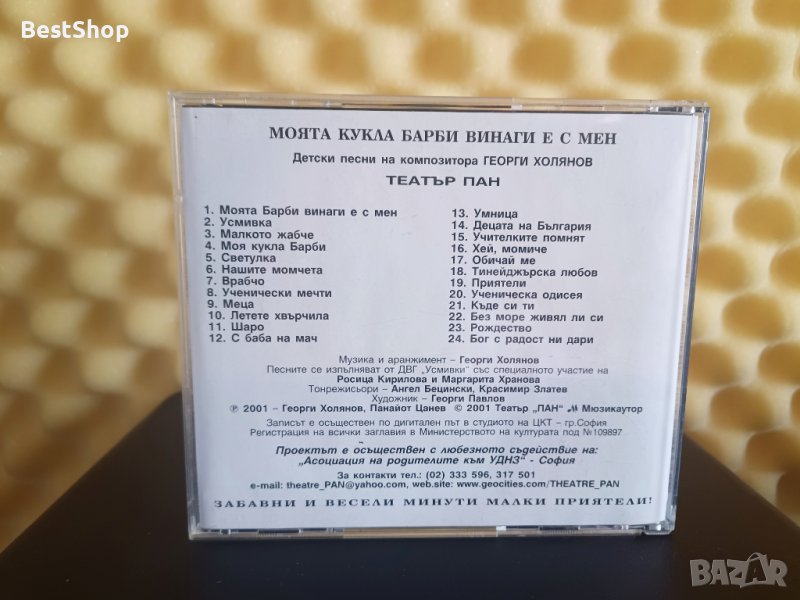 BestShop
МОЯТА КУКЛА БАРБИ ВИНАГИ Е С МЕН
Детски песни на композитора ГЕОРГИ ХОЛЯНОВ
ТЕАТЪР ПАН
1. Моята Барби винаги е с мен
2. Усмивка
3. Малкото жабче
4. Моя кукла Барби
5. Светулка
6. Нашите момчета
7. Врабчо
8. Ученически мечти
9. Меца
10. Летете хвърчила
11. Шаро
12. С баба на мач
13. Умница
14. Децата на България
15. Учителките помнят
16. Хей, момиче
17. Обичай ме
18. Тинейджърска любов
19. Приятели
20. Ученическа одисея
21. Къде си ти
22. Без море живял ли си
23. Рождество
24. Бог с радост ни дари
Музика и аранжимент – Георги Холянов
Песните се изпълняват от ДВГ „Усмивки" със специалното участие на
Росица Кирилова и Маргарита Хранова
Тонрежисьори – Ангел Бецински, Красимир Златев
Художник – Георги Павлов
℗ 2001 – Георги Холянов, Панайот Цанев © 2001 Театър „ПАН" Мюзикаутор
Записът е осъществен по дигитален път в студиото на ЦКТ – гр.София
Регистрация на всички заглавия в Министерството на културата под №109897
Проектът е осъществен с любезното съдействие на:
„Асоциация на родителите към УДНЗ" - София
За контакти тел.: (02) 333 596, 317 501
e-mail: theatre_PAN@yahoo.com, web.site: www.geocities.com/THEATRE_PAN
ЗАБАВНИ И ВЕСЕЛИ МИНУТИ МАЛКИ ПРИЯТЕЛИ!
BAZAR